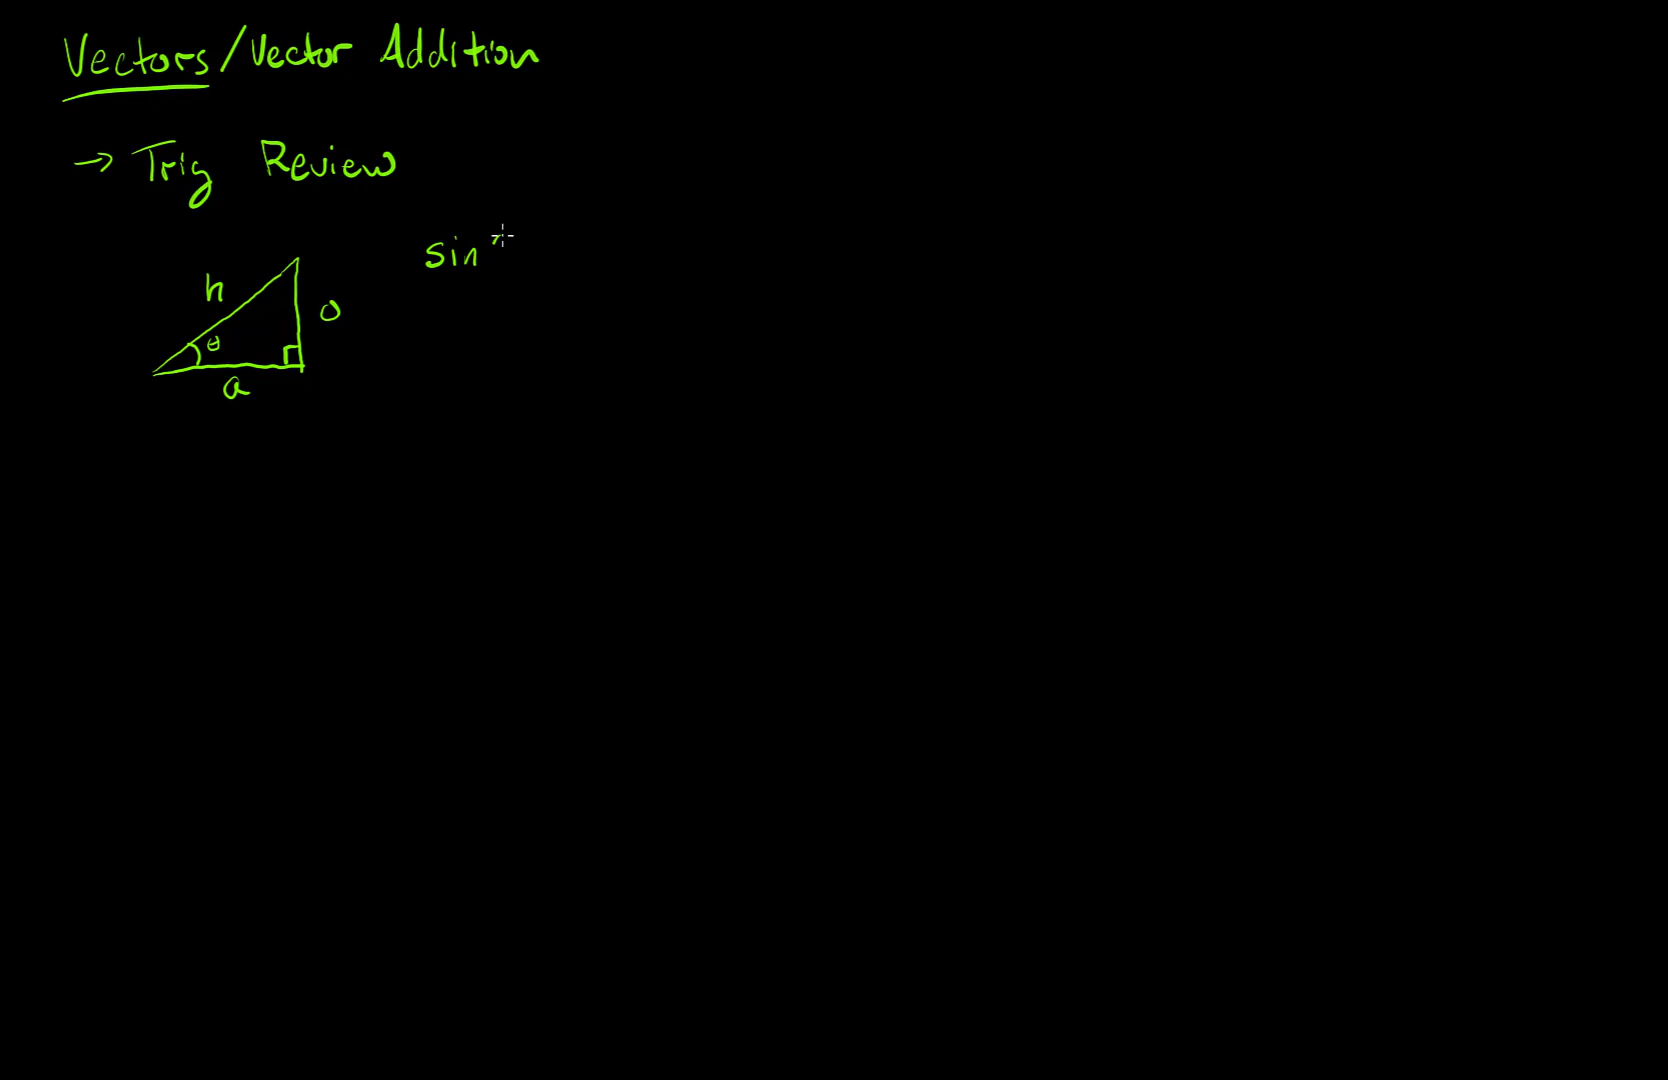 Vectors/Vector Addition
→ Trig Review
sin
h
o
θ
a